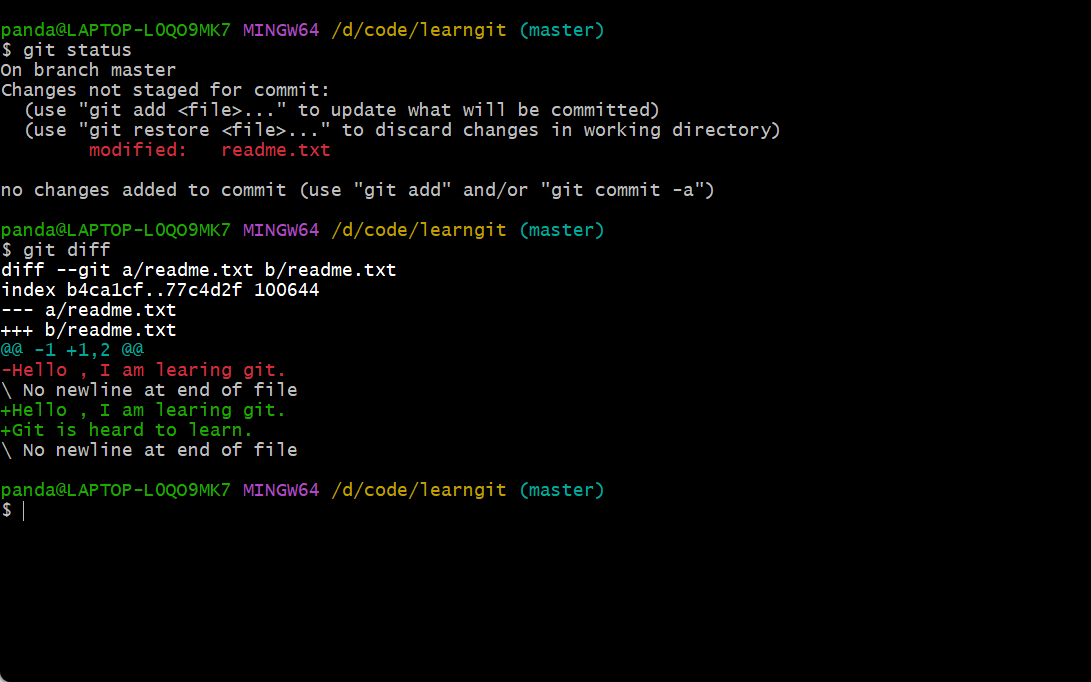 panda@LAPTOP-LOQO9MK7 MINGW64 /d/code/learngit (master)
$ git status
On branch master
Changes not staged for commit:
  (use "git add <file>..." to update what will be committed)
  (use "git restore <file>..." to discard changes in working directory)
        modified:   readme.txt

no changes added to commit (use "git add" and/or "git commit -a")

panda@LAPTOP-LOQO9MK7 MINGW64 /d/code/learngit (master)
$ git diff
diff --git a/readme.txt b/readme.txt
index b4ca1cf..77c4d2f 100644
--- a/readme.txt
+++ b/readme.txt
@@ -1 +1,2 @@
-Hello , I am learing git.
\ No newline at end of file
+Hello , I am learing git.
+Git is heard to learn.
\ No newline at end of file

panda@LAPTOP-LOQO9MK7 MINGW64 /d/code/learngit (master)
$